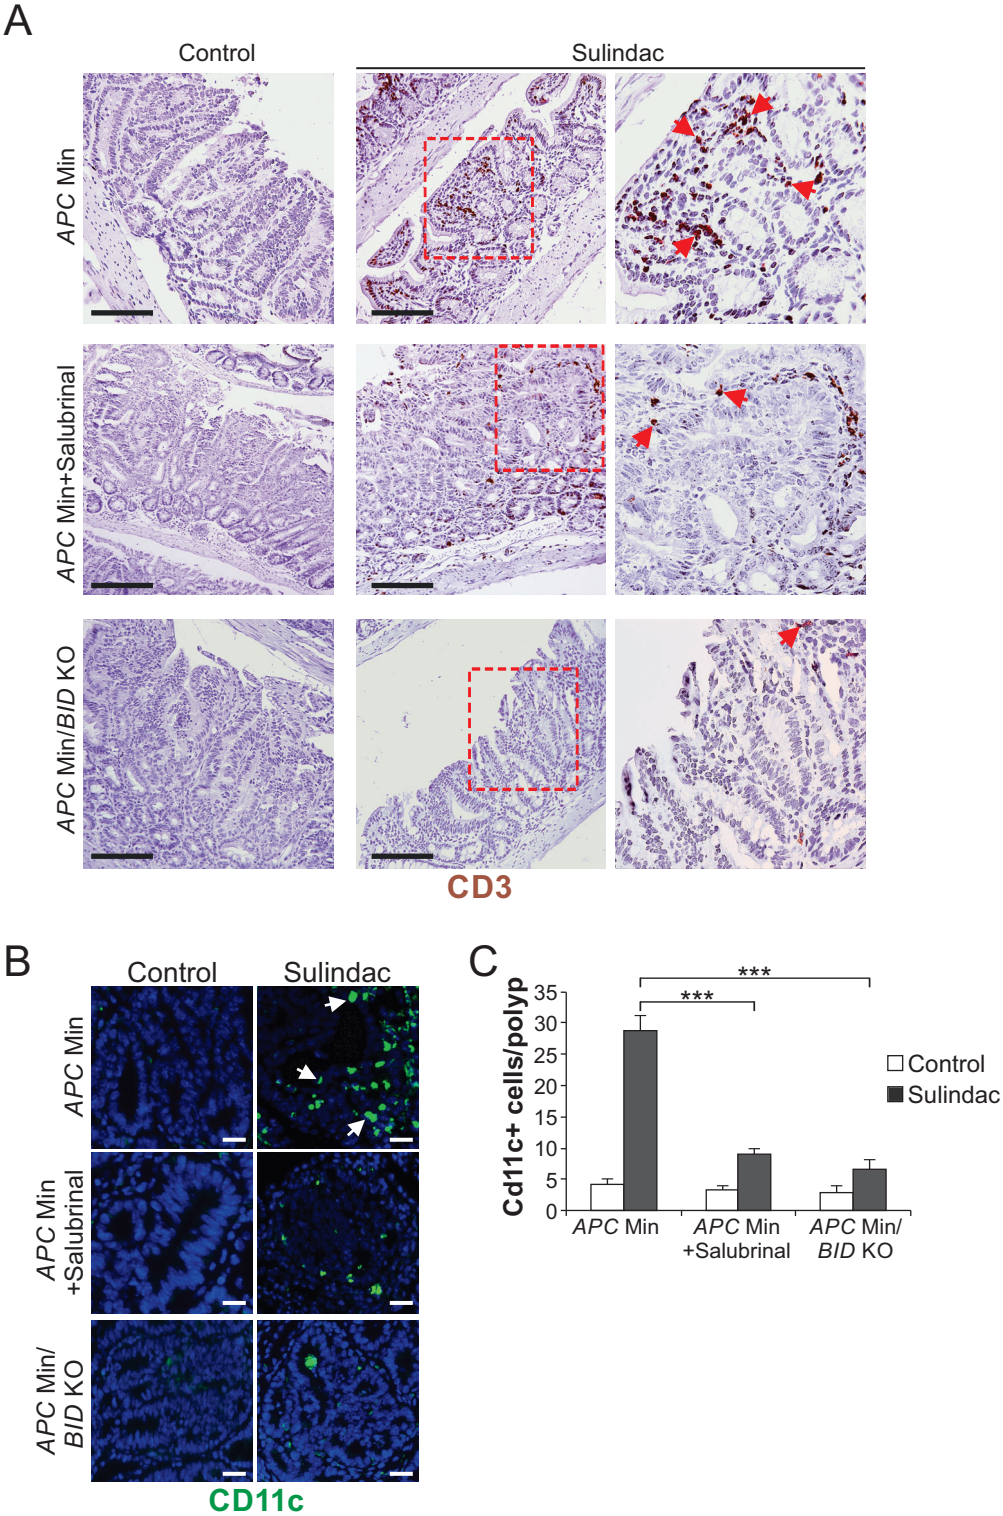 A
Control
Sulindac
APC Min
APC Min+Salubrinal
APC Min/BID KO
CD3
B
Control
Sulindac
APC Min
APC Min
+Salubrinal
APC Min/
BID KO
CD11c
C
Cd11c+ cells/polyp
35
30
25
20
15
10
5
0
***
***
Control
Sulindac
APC Min
APC Min
+Salubrinal
APC Min/
BID KO